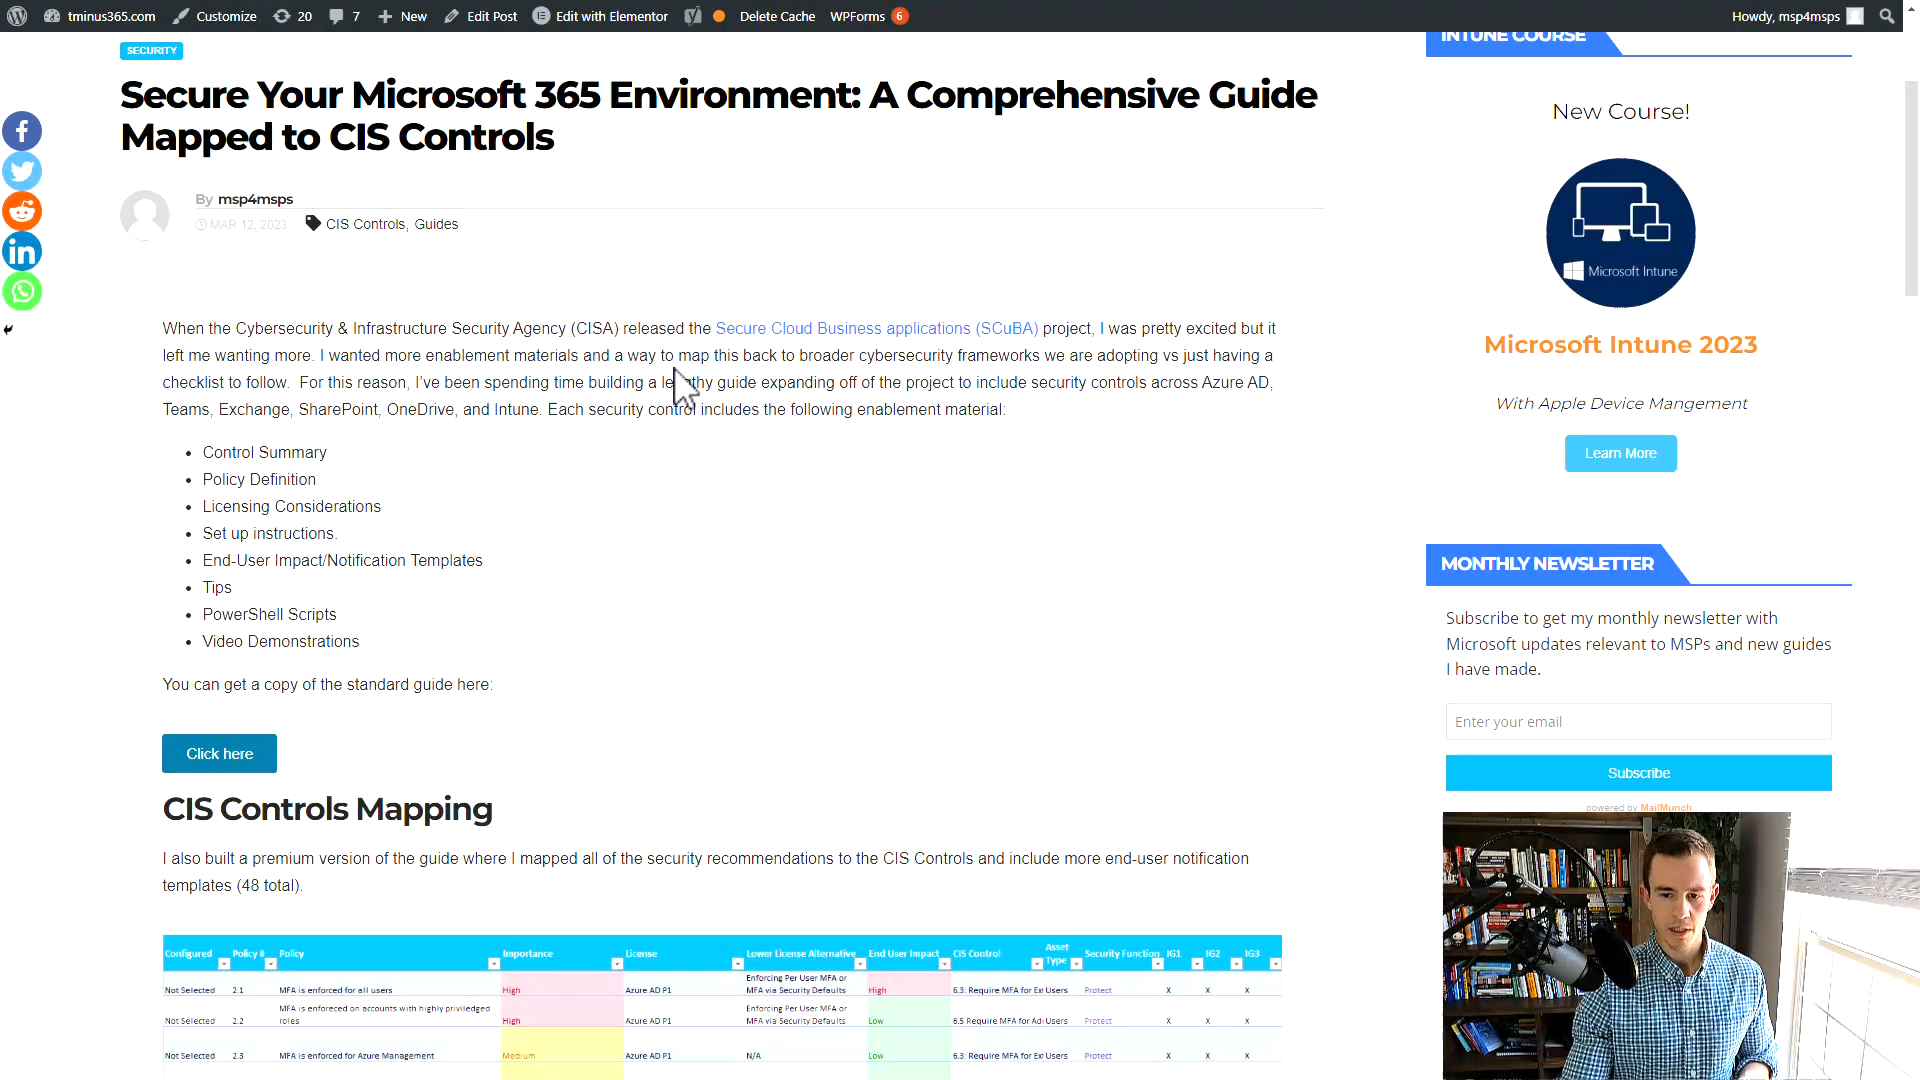 tminus365.com Customize 20 7 New Edit Post Edit with Elementor Delete Cache WPForms 6 Howdy, msp4msps
SECURITY
Secure Your Microsoft 365 Environment: A Comprehensive Guide
Mapped to CIS Controls
By msp4msps
MAR 12, 2023 CIS Controls, Guides
When the Cybersecurity & Infrastructure Security Agency (CISA) released the Secure Cloud Business applications (SCuBA) project, I was pretty excited but it
left me wanting more. I wanted more enablement materials and a way to map this back to broader cybersecurity frameworks we are adopting vs just having a
checklist to follow. For this reason, I've been spending time building a lengthy guide expanding off of the project to include security controls across Azure AD,
Teams, Exchange, SharePoint, OneDrive, and Intune. Each security control includes the following enablement material:
• Control Summary
• Policy Definition
• Licensing Considerations
• Set up instructions.
• End-User Impact/Notification Templates
• Tips
• PowerShell Scripts
• Video Demonstrations
You can get a copy of the standard guide here:
Click here
CIS Controls Mapping
I also built a premium version of the guide where I mapped all of the security recommendations to the CIS Controls and include more end-user notification
templates (48 total).
Configured Policy # Policy Importance License Lower License Alternative End User Impact CIS Control Asset Type Security Function IG1 IG2 IG3
Not Selected 2.1 MFA is enforced for all users High Azure AD P1 Enforcing Per User MFA or MFA via Security Defaults High 6.3: Require MFA for Ex Users Protect X X X
Not Selected 2.2 MFA is enforeced on accounts with highly priviledged roles High Azure AD P1 Enforcing Per User MFA or MFA via Security Defaults Low 6.5 Require MFA for Adi Users Protect X X X
Not Selected 2.3 MFA is enforced for Azure Management Medium Azure AD P1 N/A Low 6.3: Require MFA for Ex Users Protect X X X
INTUNE COURSE
New Course!
Microsoft Intune
Microsoft Intune 2023
With Apple Device Mangement
Learn More
MONTHLY NEWSLETTER
Subscribe to get my monthly newsletter with
Microsoft updates relevant to MSPs and new guides
I have made.
Enter your email
Subscribe
powered by MailMunch